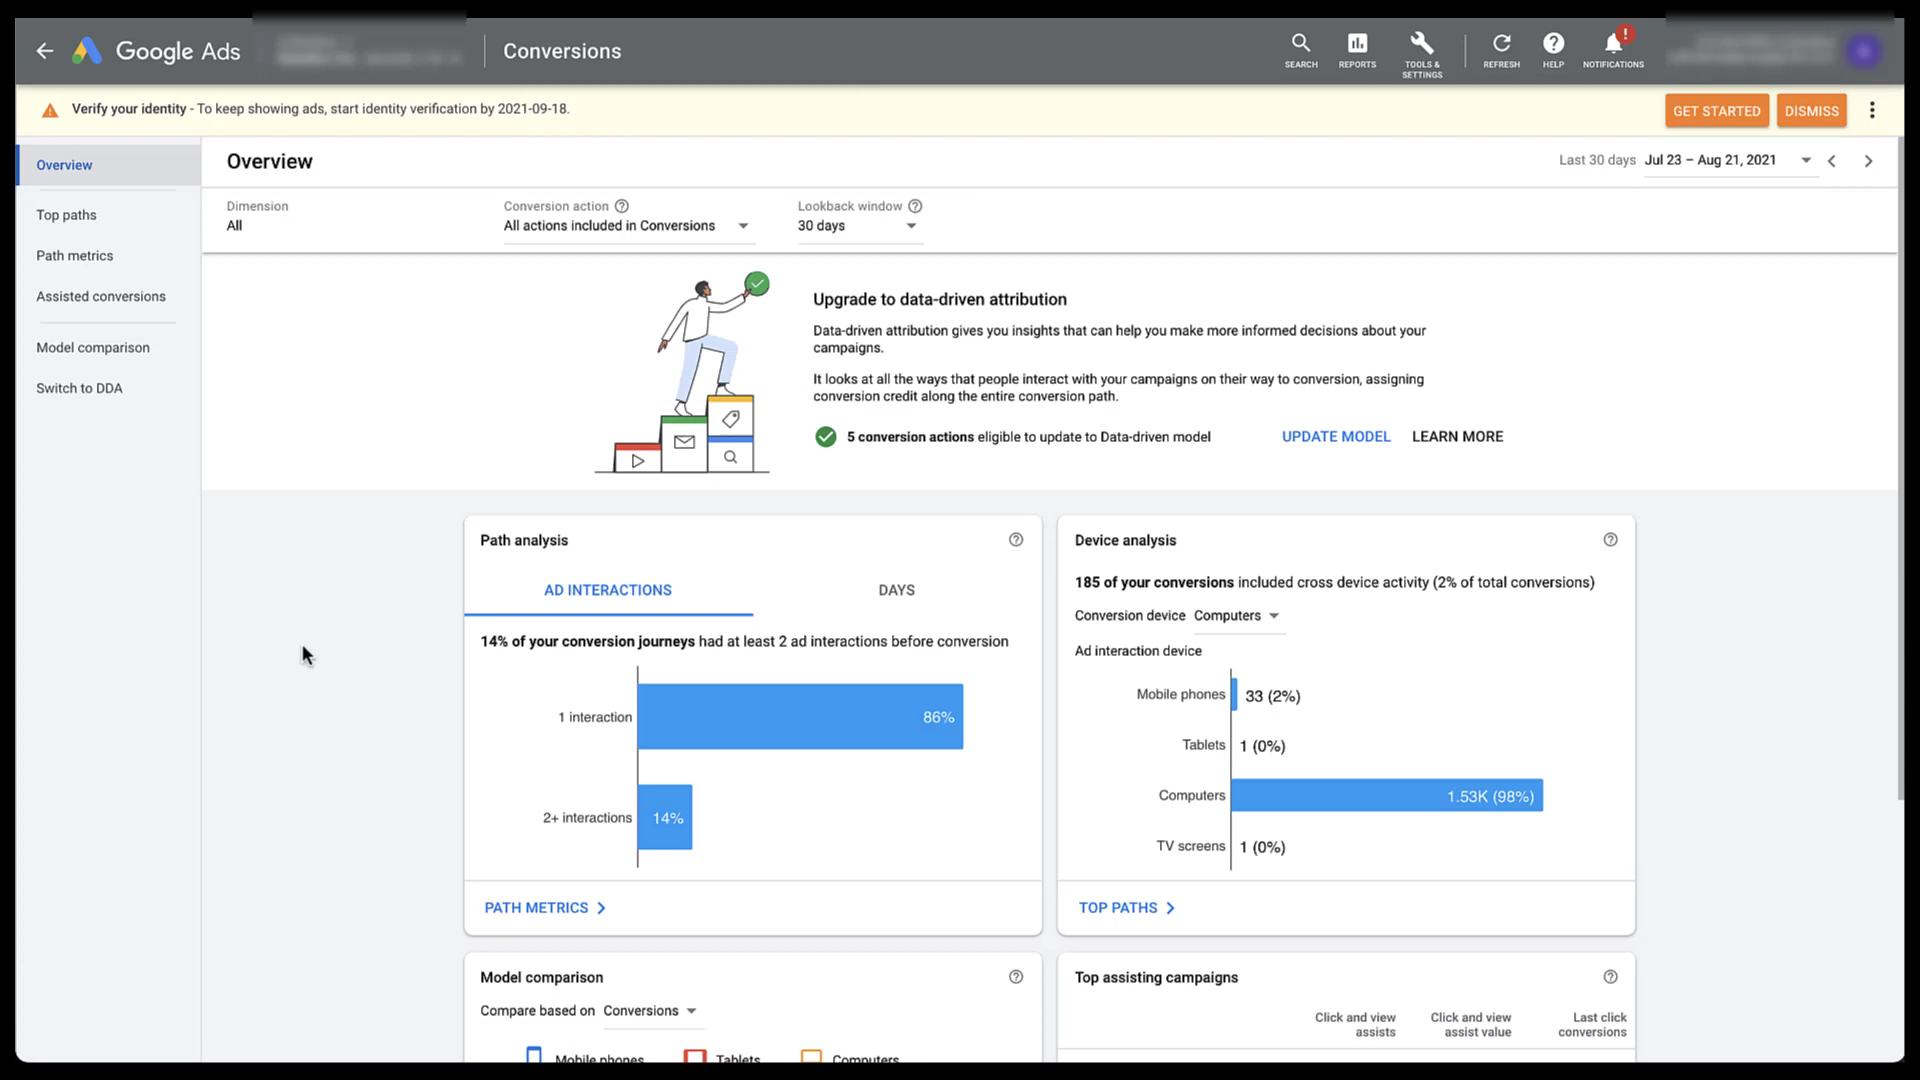 Google Ads
Conversions
SEARCH
REPORTS
TOOLS &
SETTINGS
REFRESH
HELP
!
NOTIFICATIONS
Verify your identity - To keep showing ads, start identity verification by 2021-09-18.
GET STARTED
DISMISS
Overview
Top paths
Path metrics
Assisted conversions
Model comparison
Switch to DDA
Overview
Last 30 days Jul 23 – Aug 21, 2021
Dimension
All
Conversion action
All actions included in Conversions
Lookback window
30 days
Upgrade to data-driven attribution
Data-driven attribution gives you insights that can help you make more informed decisions about your
campaigns.
It looks at all the ways that people interact with your campaigns on their way to conversion, assigning
conversion credit along the entire conversion path.
5 conversion actions eligible to update to Data-driven model
UPDATE MODEL
LEARN MORE
Path analysis
AD INTERACTIONS
DAYS
14% of your conversion journeys had at least 2 ad interactions before conversion
1 interaction
86%
2+ interactions
14%
PATH METRICS
Device analysis
185 of your conversions included cross device activity (2% of total conversions)
Conversion device Computers
Ad interaction device
Mobile phones 33 (2%)
Tablets 1 (0%)
Computers 1.53K (98%)
TV screens 1 (0%)
TOP PATHS
Model comparison
Compare based on Conversions
Mobile phones
Tablets
Computers
Top assisting campaigns
Click and view
assists
Click and view
assist value
Last click
conversions